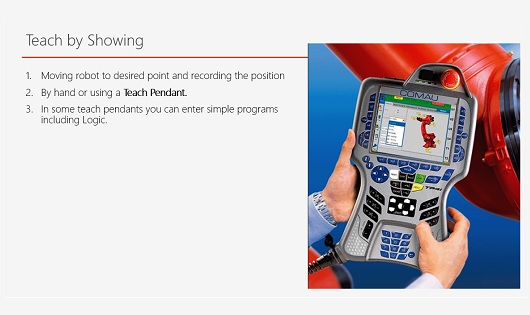 Teach by Showing
1. Moving robot to desired point and recording the position
2. By hand or using a Teach Pendant.
3. In some teach pendants you can enter simple programs
including Logic.
COMAU